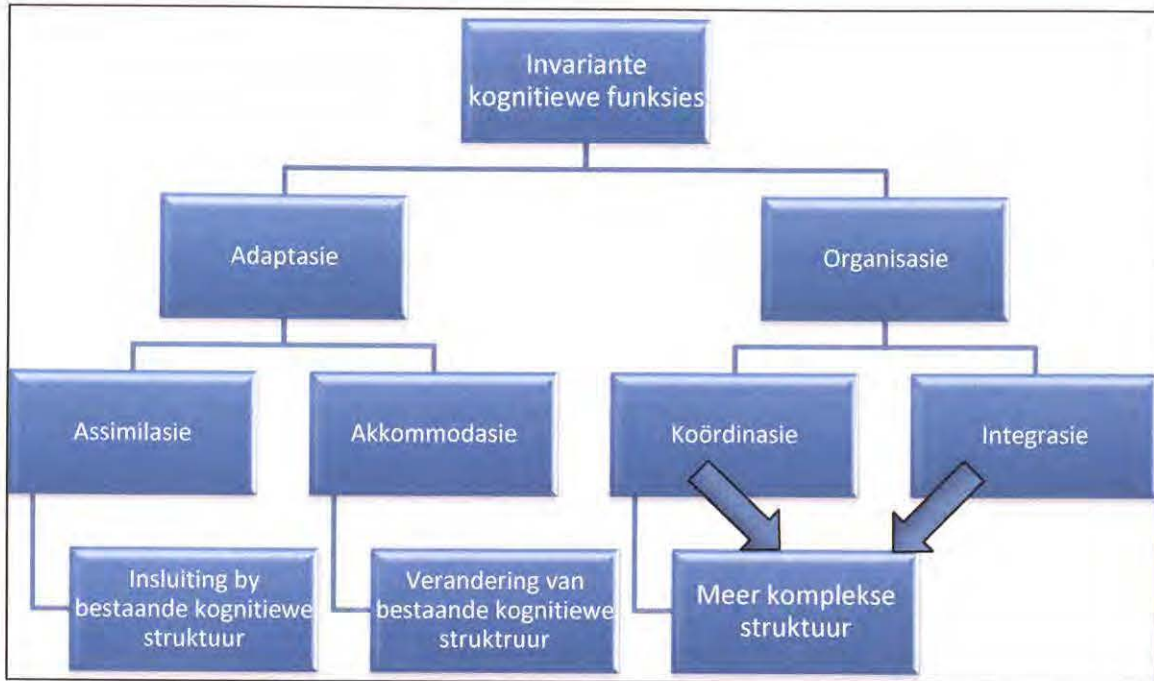 Invariante
kognitiewe funksies
Adaptasie
Organisasie
Assimilasie
Akkommodasie
Koördinasie
Integrasie
Insluiting by
bestaande kognitiewe
struktuur
Verandering van
bestaande kognitiewe
struktruur
Meer komplekse
struktuur